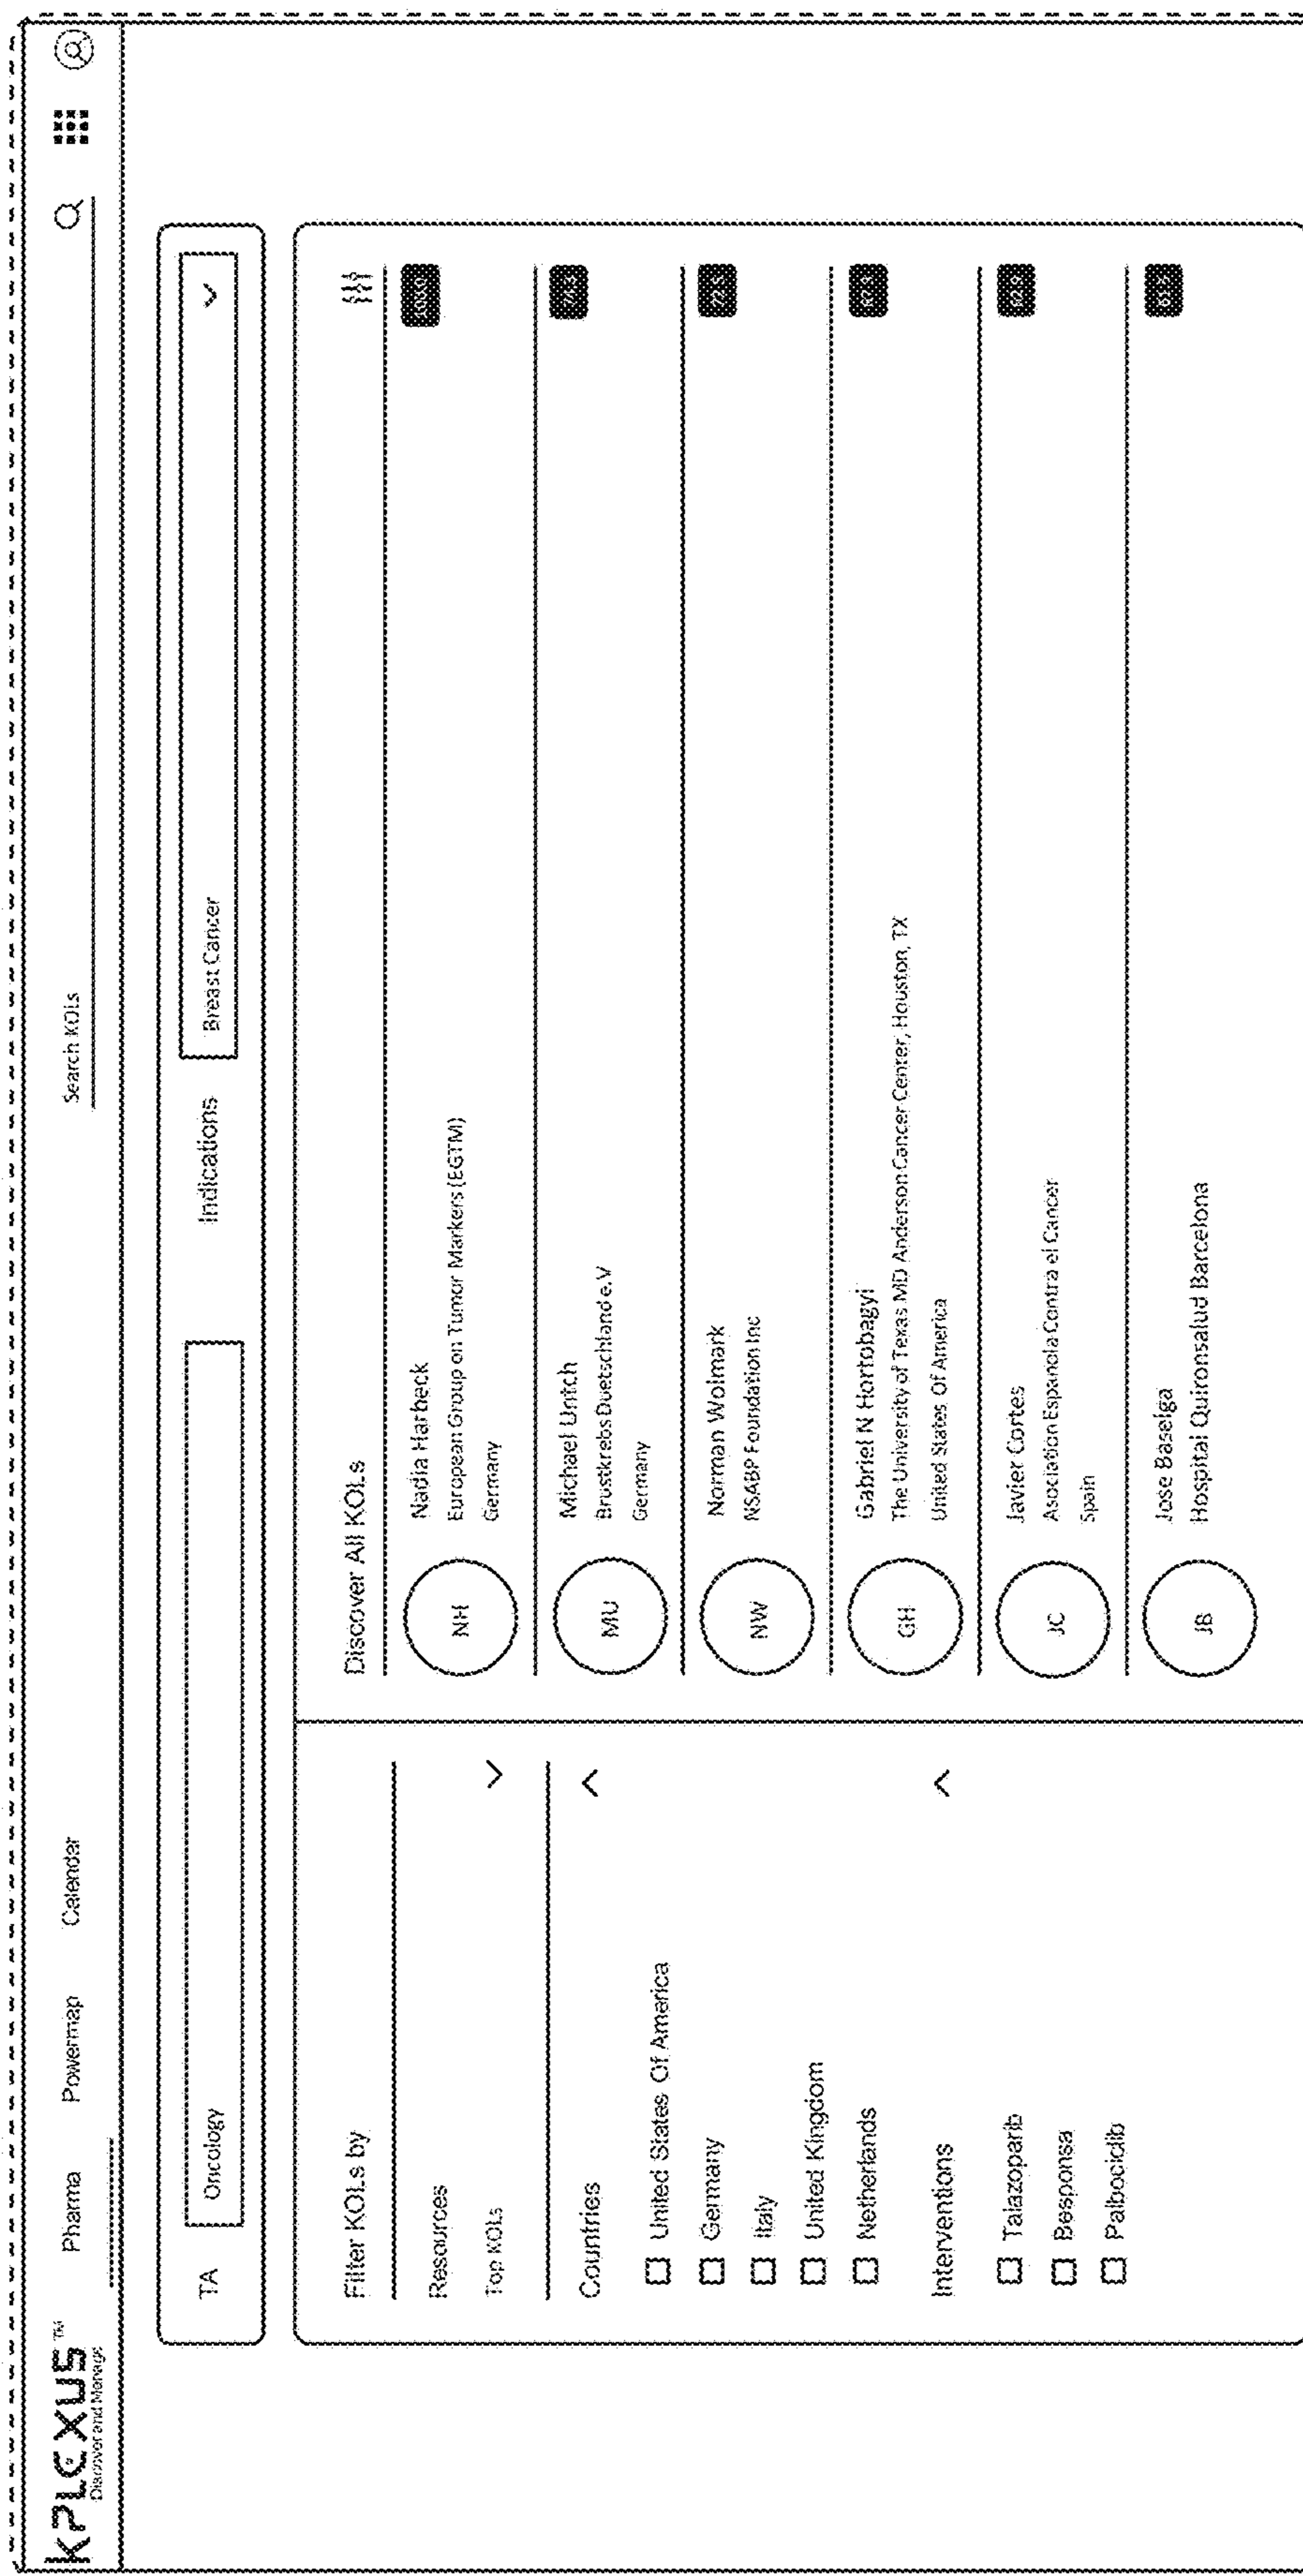 KPLEXUS™ Pharma Powermap Calendar Search KOLs
Discover and Manage
TA Oncology Indications Breast Cancer
Filter KOLs by
Resources
Top KOLs
Countries
United States Of America
Germany
Italy
United Kingdom
Netherlands
Interventions
Talazoparib
Besponsa
Palbociclib
Discover All KOLs
NH
Nadia Harbeck
European Group on Tumor Markers (EGTM)
Germany
100.0
MU
Michael Untch
Brustkrebs Duetschland e.V
Germany
NW
Norman Wolmark
NSABP Foundation Inc
GH
Gabriel N Hortobagyi
The University of Texas MD Anderson Cancer Center, Houston, TX
United States Of America
JC
Javier Cortes
Asociation Espanola Contra el Cancer
Spain
JB
Jose Baselga
Hospital Quironsalud Barcelona